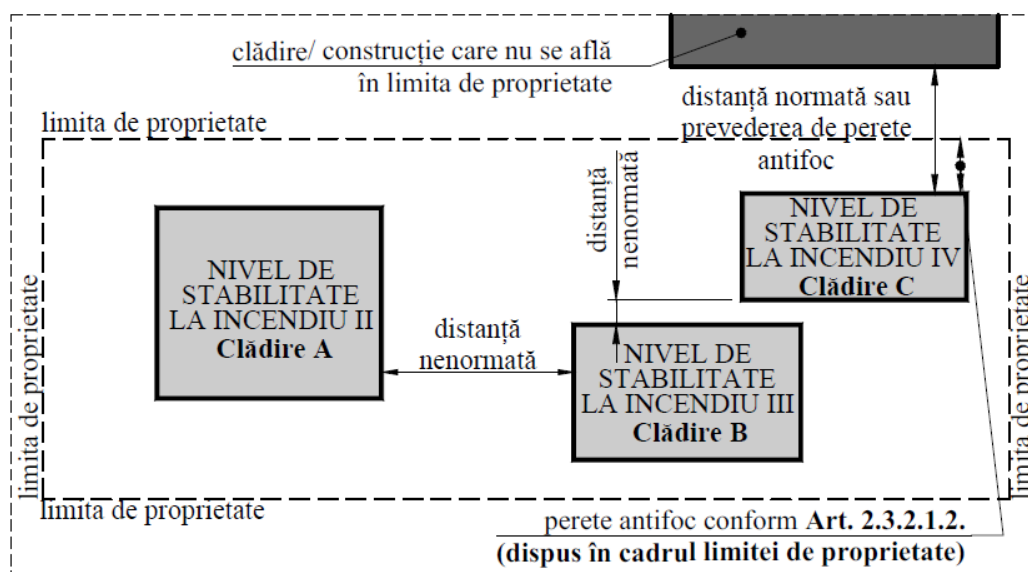 clădire/ construcție care nu se află
în limita de proprietate
limita de proprietate
distanță normată sau
prevederea de perete
antifoc
distanță
nenormată
NIVEL DE
STABILITATE
LA INCENDIU II
Clădire A
distanță
nenormată
NIVEL DE
STABILITATE
LA INCENDIU III
Clădire B
NIVEL DE
STABILITATE
LA INCENDIU IV
Clădire C
limita de proprietate
limita de proprietate
limita de proprietate
perete antifoc conform Art. 2.3.2.1.2.
(dispus în cadrul limitei de proprietate)